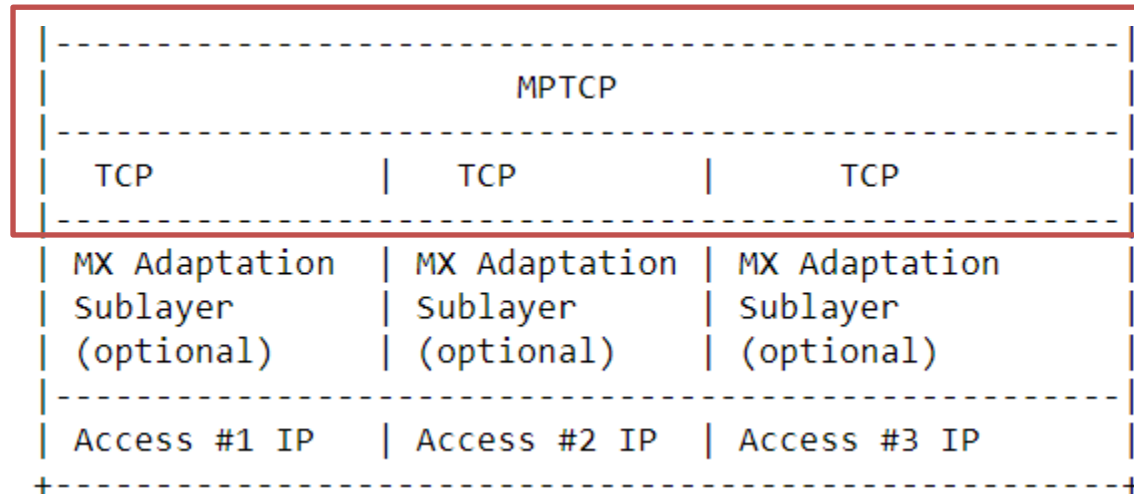 |-----------------------------------------------------|
| MPTCP |
|-----------------------------------------------------|
| TCP | TCP | TCP |
|-----------------------------------------------------|
| MX Adaptation | MX Adaptation | MX Adaptation |
| Sublayer | Sublayer | Sublayer |
| (optional) | (optional) | (optional) |
|-----------------------------------------------------|
| Access #1 IP | Access #2 IP | Access #3 IP |
+-----------------------------------------------------+